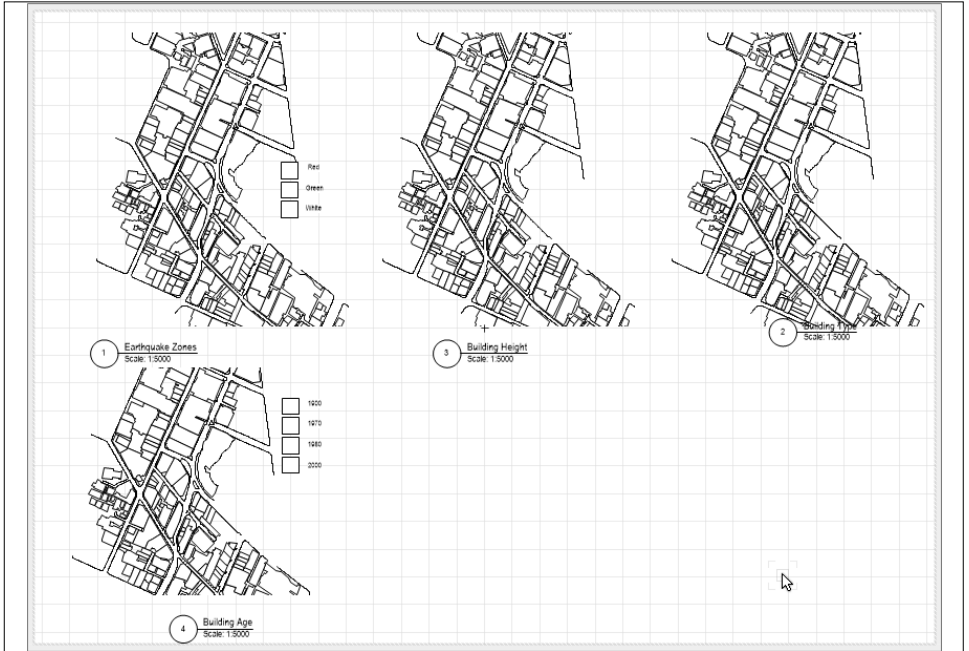 Red
Green
White
1
Earthquake Zones
Scale: 1:5000
3
Building Height
Scale: 1:5000
2
Building Type
Scale: 1:5000
1900
1970
1980
2000
4
Building Age
Scale: 1:5000